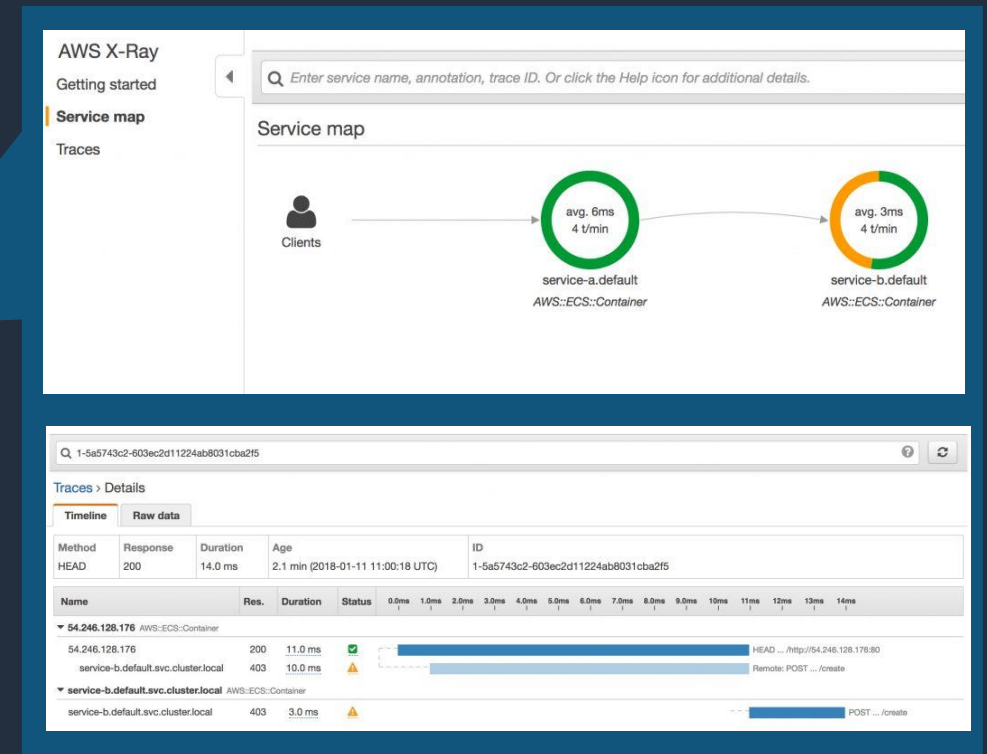 AWS X-Ray
Getting started
Service map
Traces
Enter service name, annotation, trace ID. Or click the Help icon for additional details.
Service map
Clients
avg. 6ms
4 t/min
service-a.default
AWS::ECS::Container
avg. 3ms
4 t/min
service-b.default
AWS::ECS::Container
1-5a5743c2-603ec2d11224ab8031cba2f5
Traces > Details
Timeline Raw data
Method Response Duration Age ID
HEAD 200 14.0 ms 2.1 min (2018-01-11 11:00:18 UTC) 1-5a5743c2-603ec2d11224ab8031cba2f5
Name Res. Duration Status 0.0ms 1.0ms 2.0ms 3.0ms 4.0ms 5.0ms 6.0ms 7.0ms 8.0ms 9.0ms 10ms 11ms 12ms 13ms 14ms
54.246.128.176 AWS::ECS::Container
54.246.128.176 200 11.0 ms HEAD ... /http://54.246.128.176:80
service-b.default.svc.cluster.local 403 10.0 ms Remote: POST ... /create
service-b.default.svc.cluster.local AWS::ECS::Container
service-b.default.svc.cluster.local 403 3.0 ms POST ... /create